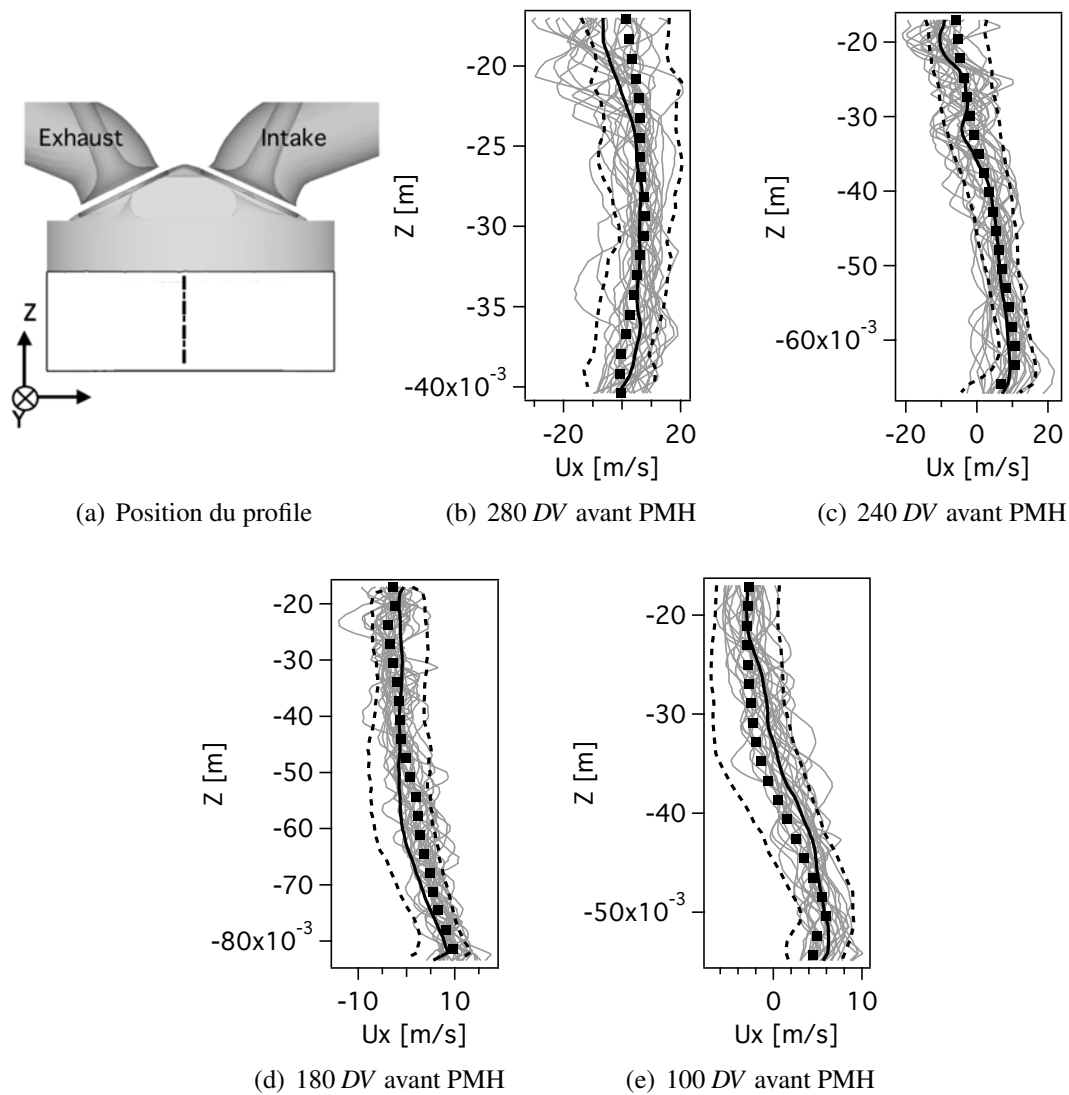 Exhaust
Intake
Z
Y
(a) Position du profile
Z [m]
-20
-25
-30
-35
-40x10-3
-20
0
20
Ux [m/s]
(b) 280 DV avant PMH
Z [m]
-20
-30
-40
-50
-60x10-3
-20
0
20
Ux [m/s]
(c) 240 DV avant PMH
Z [m]
-20
-30
-40
-50
-60
-70
-80x10-3
-10
10
Ux [m/s]
(d) 180 DV avant PMH
Z [m]
-20
-30
-40
-50x10-3
0
10
Ux [m/s]
(e) 100 DV avant PMH